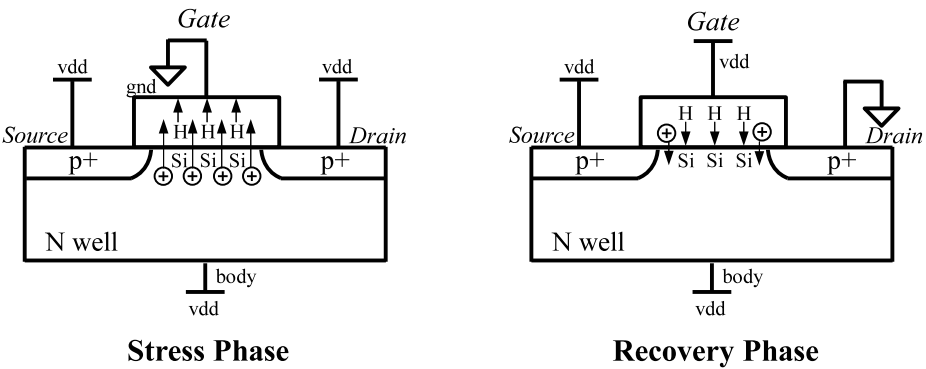 Gate
vdd
gnd
vdd
H H H
Source
Drain
p+
Si Si Si
p+
+ + + +
N well
body
vdd
Stress Phase
Gate
vdd
H H H
+ +
Source
Drain
p+
Si Si Si
p+
N well
body
vdd
vdd
Recovery Phase